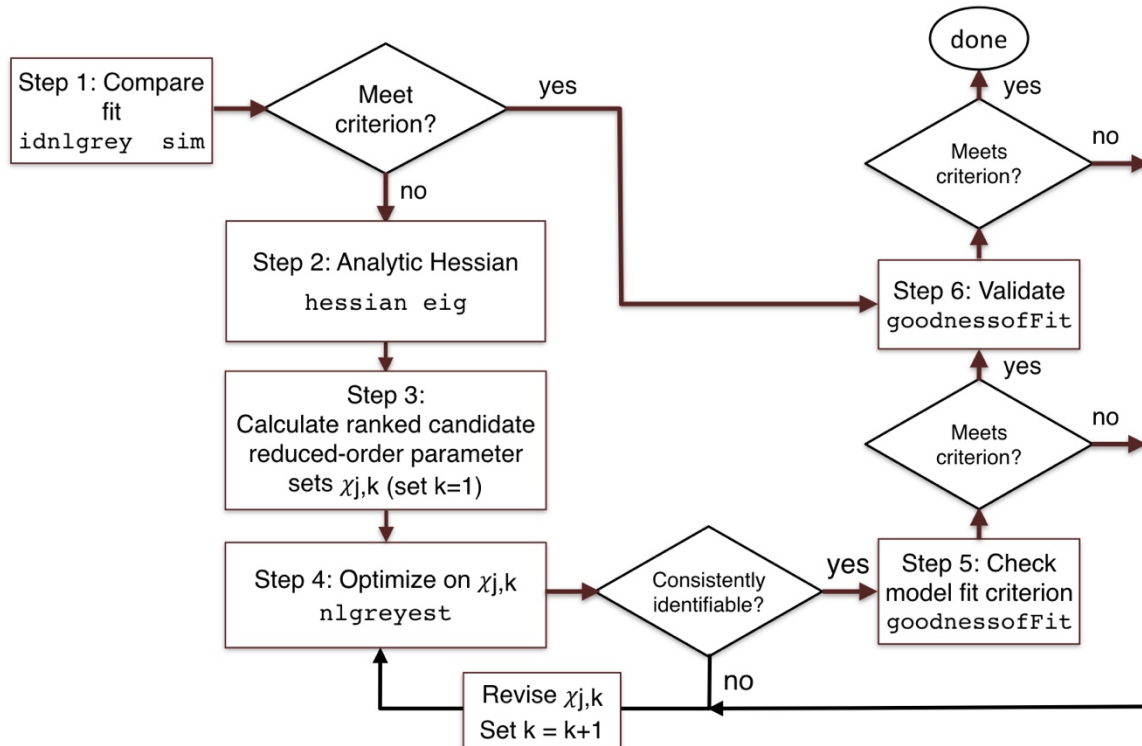 Step 1: Compare
fit
idnlgrey sim
Meet
criterion?
yes
no
Step 2: Analytic Hessian
hessian eig
Step 3:
Calculate ranked candidate
reduced-order parameter
sets χj,k (set k=1)
Step 4: Optimize on χj,k
nlgreyest
Consistently
identifiable?
yes
no
Revise χj,k
Set k = k+1
Step 5: Check
model fit criterion
goodnessofFit
Meets
criterion?
no
yes
Step 6: Validate
goodnessofFit
Meets
criterion?
no
yes
done